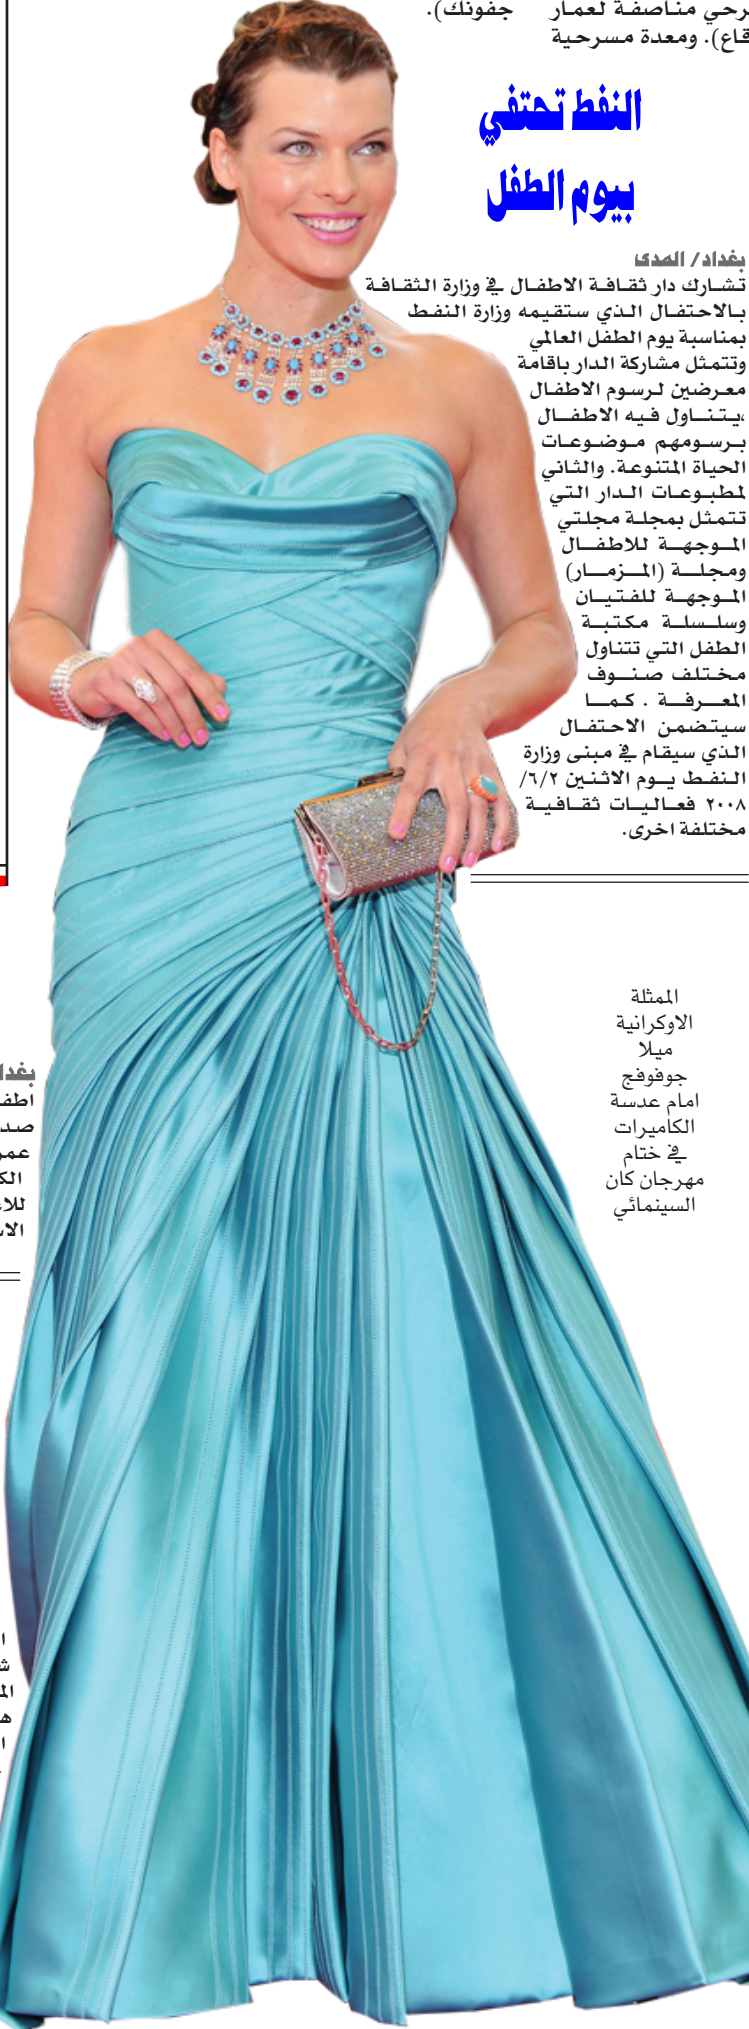 مناصفة لعمار
جفونك).
ومعدة مسرحية
النفط تحتفي
بيوم الطفل
بغداد/ المدى
تشارك دار ثقافة الاطفال في وزارة الثقافة
بالاحتفال الذي ستقيمه وزارة النفط
بمناسبة يوم الطفل العالمي
وتتمثل مشاركة الدار باقامة
معرضين لرسوم الاطفال
،يتناول فيه الاطفال
برسومهم موضوعات
الحياة المتنوعة. والثاني
لمطبوعات الدار التي
تتمثل بمجلة مجلتي
الموجهة للاطفال
ومجلة (المزمار)
الموجهة للفتيان
وسلسلة مكتبة
الطفل التي تتناول
مختلف صنوف
المعرفة . كما
سيتضمن الاحتفال
الذي سيقام في مبنى وزارة
النفط يوم الاثنين ٦/٢/
٢٠٠٨ فعاليات ثقافية
مختلفة اخرى.
الممثلة
الاوكرانية
ميلا
جوفوفج
امام عدسة
الكاميرات
في ختام
مهرجان كان
السينمائي